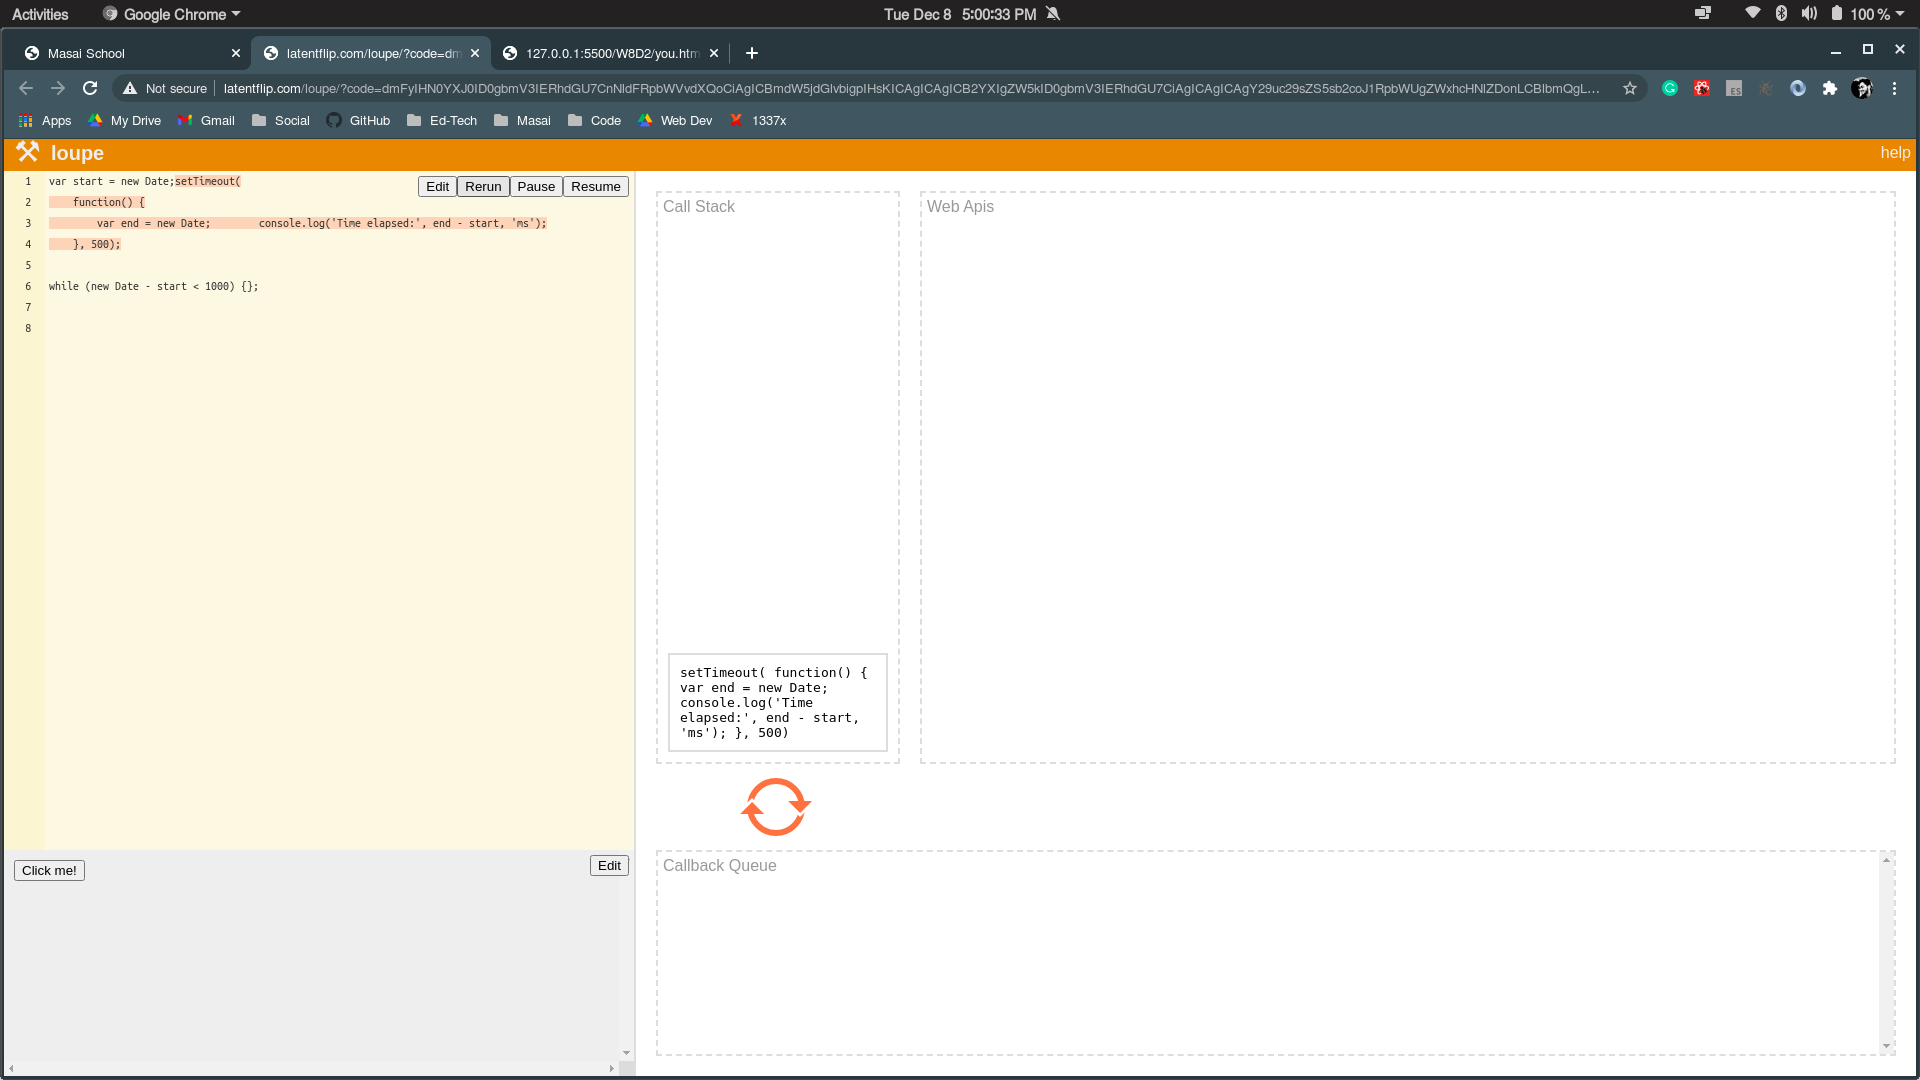 Activities Google Chrome Tue Dec 8 5:00:33 PM 100 %
Masai School latentflip.com/loupe/?code=dm 127.0.0.1:5500/W8D2/you.htm
Not secure latentflip.com/loupe/?code=
Apps My Drive Gmail Social GitHub Ed-Tech Masai Code Web Dev 1337x
loupe help
Edit Rerun Pause Resume
1 var start = new Date;setTimeout(
2 function() {
3 var end = new Date; console.log('Time elapsed:', end - start, 'ms');
4 }, 500);
5
6 while (new Date - start < 1000) {};
7
8
Click me! Edit
Call Stack
setTimeout( function() {
var end = new Date;
console.log('Time
elapsed:', end - start,
'ms'); }, 500)
Web Apis
Callback Queue